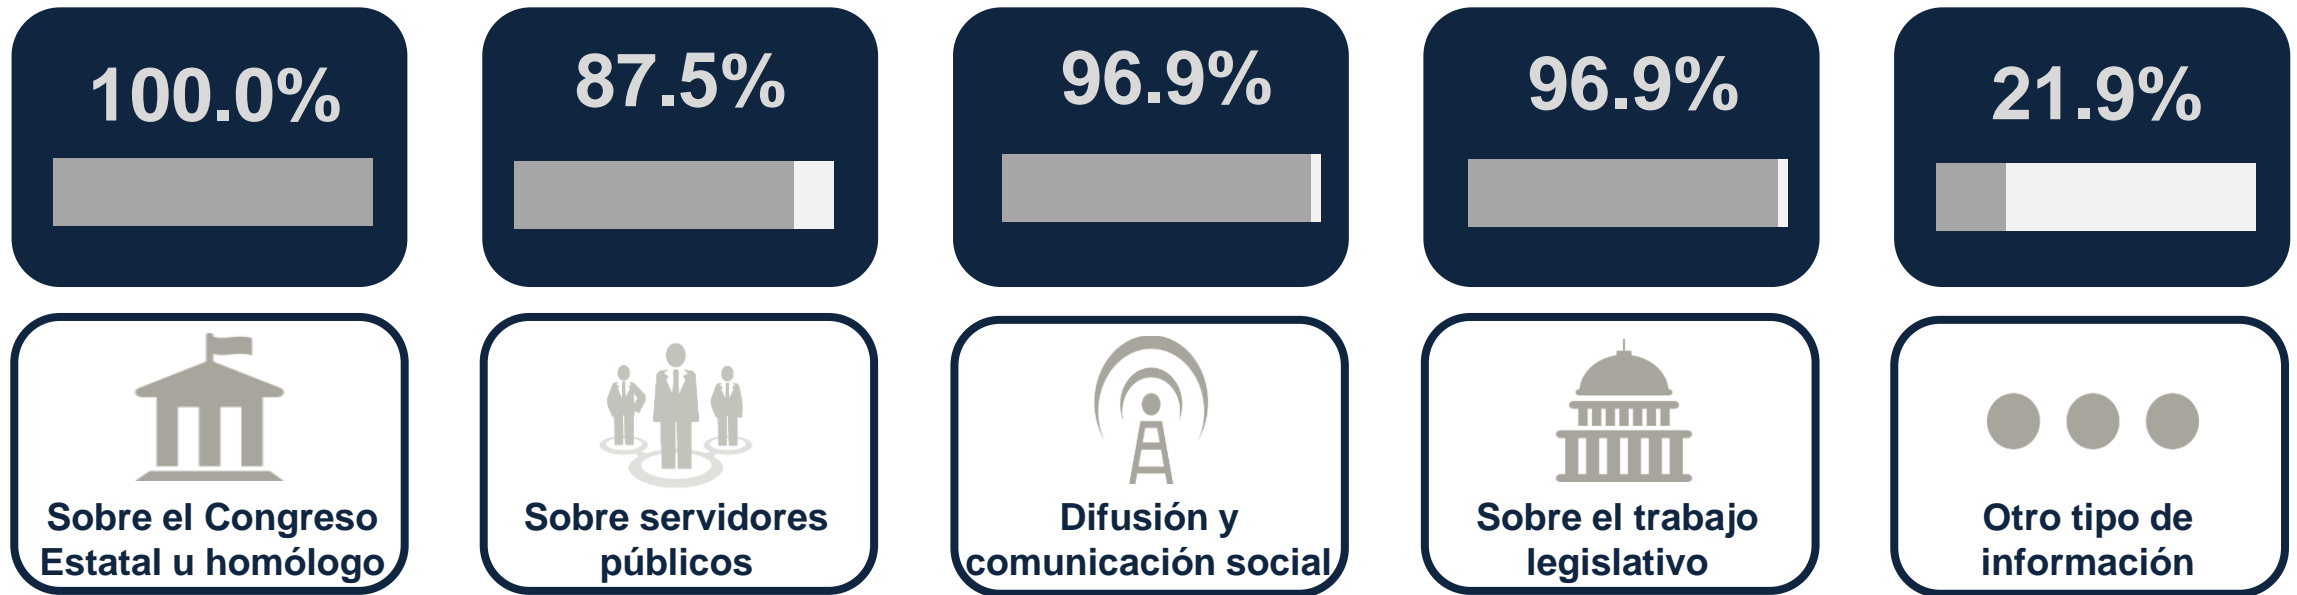 100.0%
87.5%
96.9%
96.9%
21.9%
Sobre el Congreso
Estatal u homólogo
Sobre servidores
públicos
Difusión y
comunicación social
Sobre el trabajo
legislativo
Otro tipo de
información